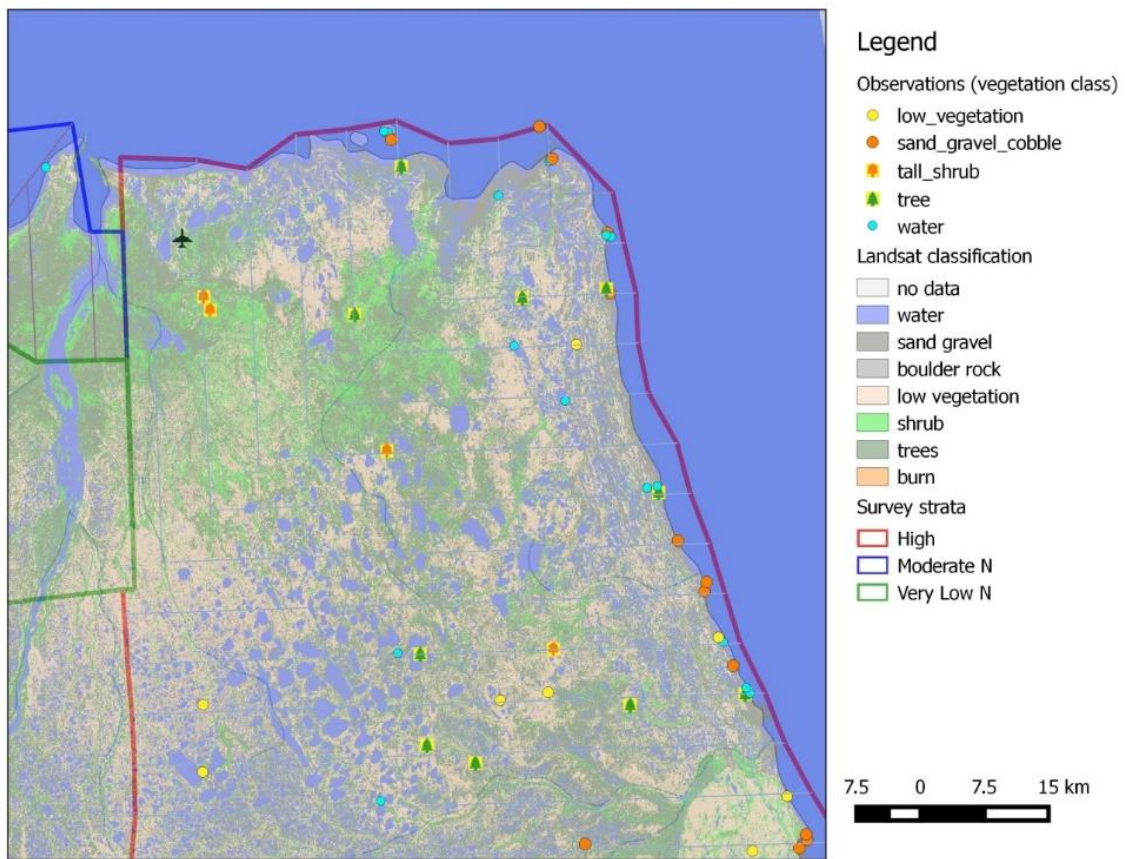 Legend
Observations (vegetation class)
low_vegetation
sand_gravel_cobble
tall_shrub
tree
water
Landsat classification
no data
water
sand gravel
boulder rock
low vegetation
shrub
trees
burn
Survey strata
High
Moderate N
Very Low N
7.5 0 7.5 15 km